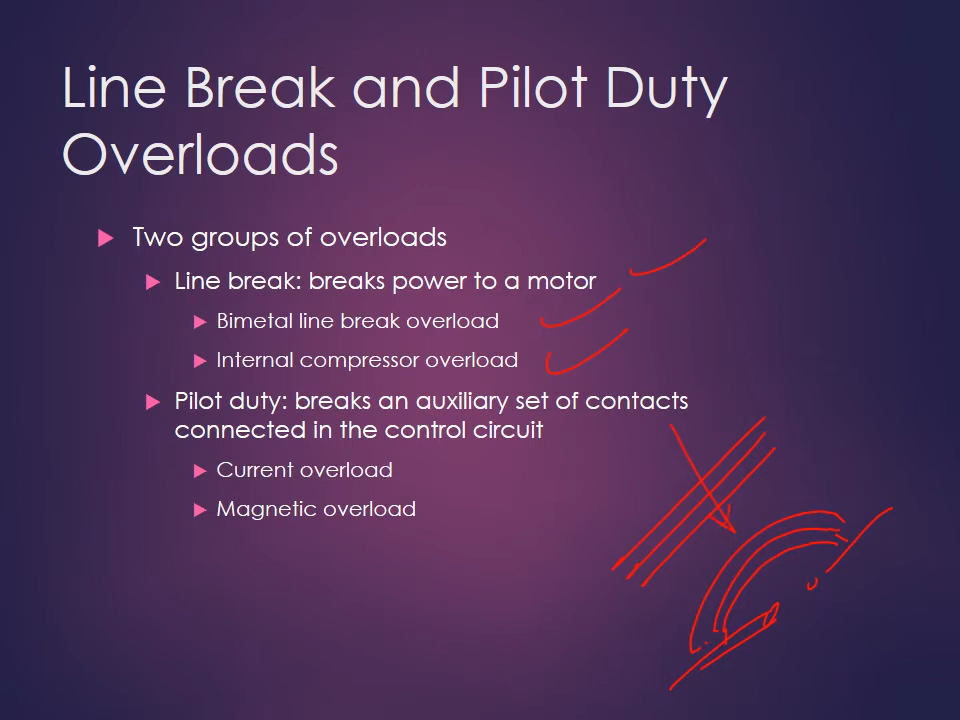 Line Break and Pilot Duty
Overloads
Two groups of overloads
Line break: breaks power to a motor
Bimetal line break overload
Internal compressor overload
Pilot duty: breaks an auxiliary set of contacts
connected in the control circuit
Current overload
Magnetic overload